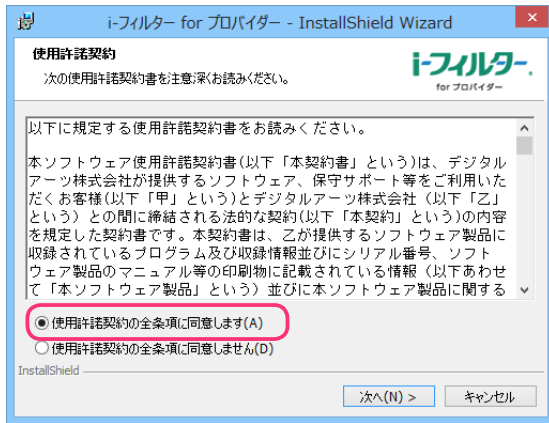 i-フィルター for プロバイダー - InstallShield Wizard
使用許諾契約
次の使用許諾契約書を注意深くお読みください。
i-フィルター.
for プロバイダー
以下に規定する使用許諾契約書をお読みください。
本ソフトウェア使用許諾契約書(以下「本契約書」という)は、デジタル
アーツ株式会社が提供するソフトウェア、保守サポート等をご利用いた
だくお客様(以下「甲」という)とデジタルアーツ株式会社（以下「乙」
という）との間に締結される法的な契約(以下「本契約」という)の内容
を規定した契約書です。本契約書は、乙が提供するソフトウェア製品に
収録されているプログラム及び収録情報並びにシリアル番号、ソフト
ウェア製品のマニュアル等の印刷物に記載されている情報（以下あわせ
て「本ソフトウェア製品」という）並びに本ソフトウェア製品に関する
使用許諾契約の全条項に同意します(A)
使用許諾契約の全条項に同意しません(D)
InstallShield
次へ(N) >
キャンセル